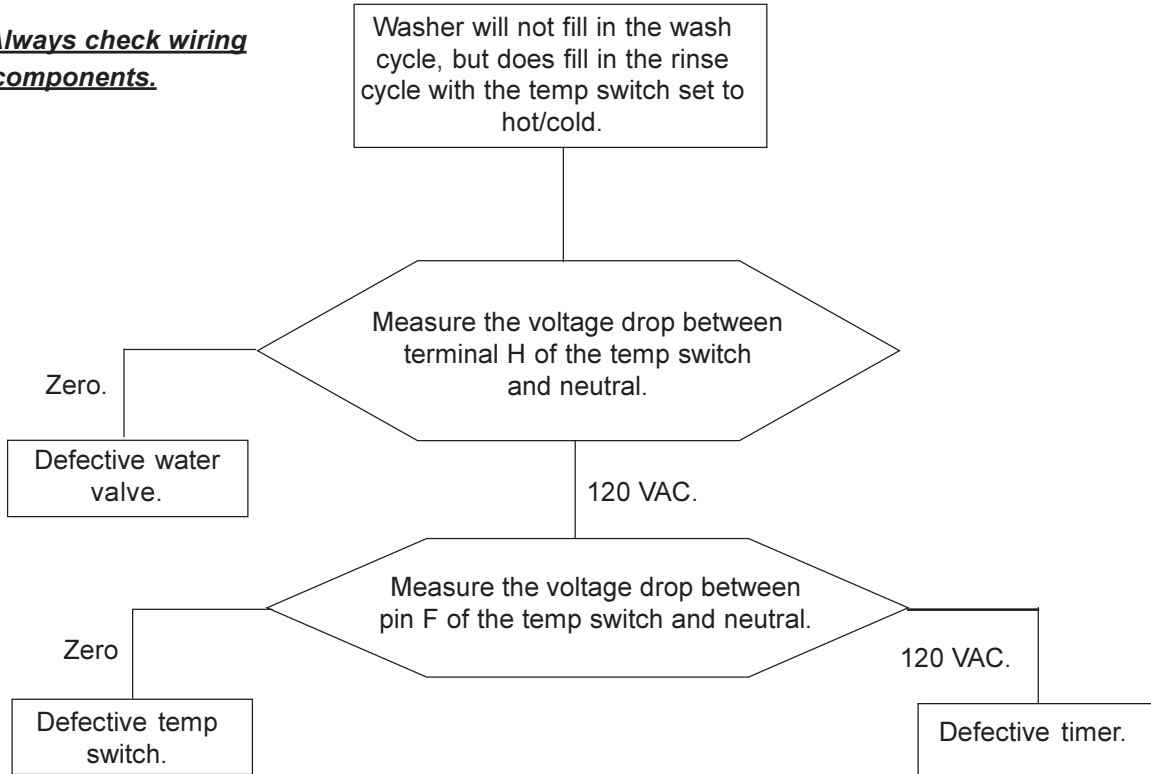 Always check wiring
components.
Washer will not fill in the wash
cycle, but does fill in the rinse
cycle with the temp switch set to
hot/cold.
Measure the voltage drop between
terminal H of the temp switch
and neutral.
Zero.
Defective water
valve.
120 VAC.
Measure the voltage drop between
pin F of the temp switch and neutral.
Zero
120 VAC.
Defective temp
switch.
Defective timer.